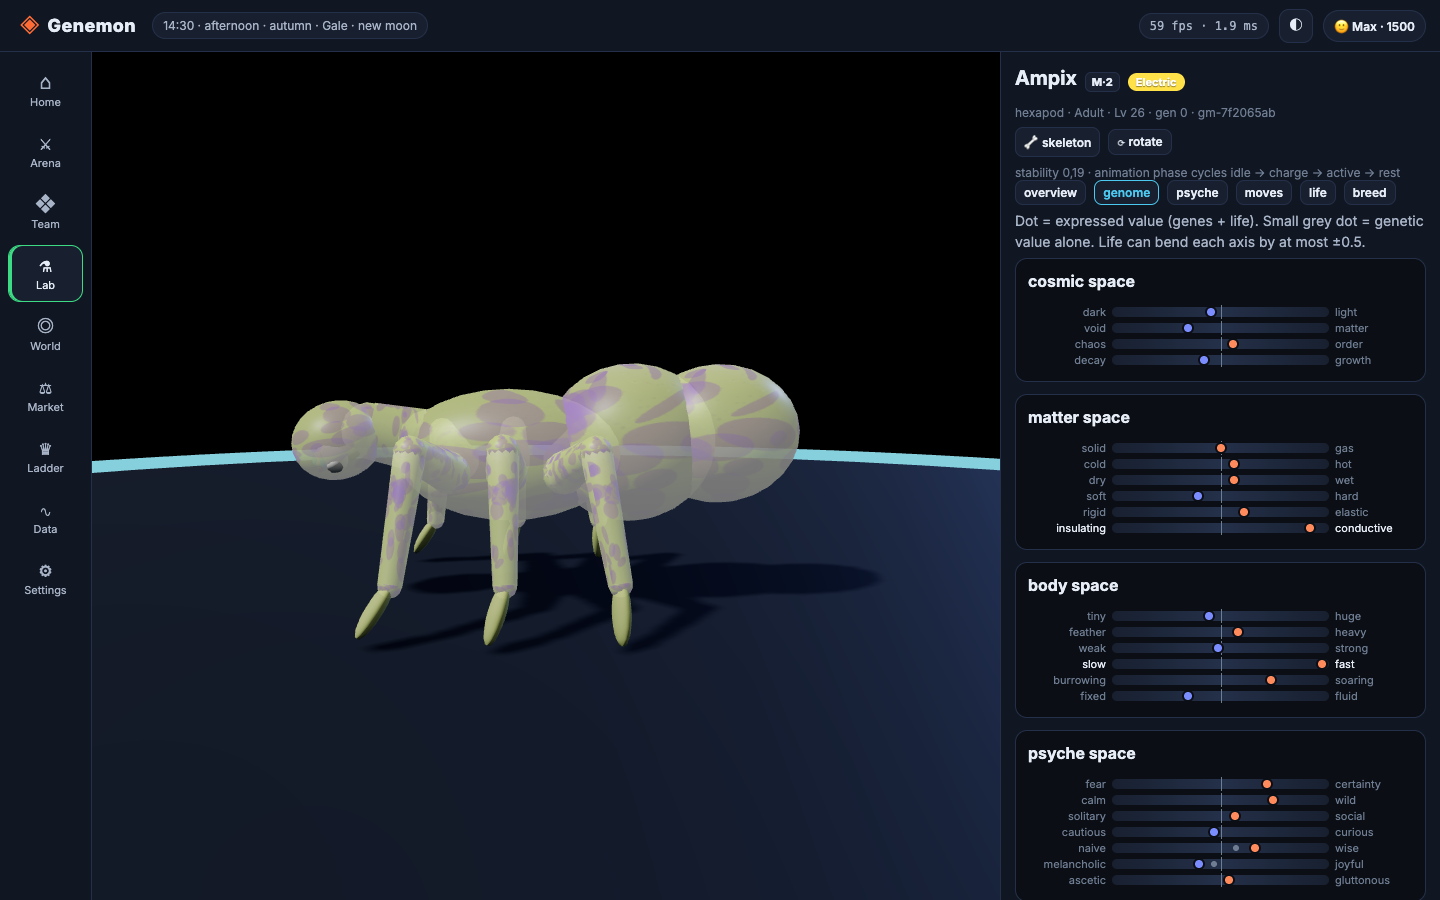 Genemon
14:30 · afternoon · autumn · Gale · new moon
59 fps · 1.9 ms
Max · 1500
Home
Arena
Team
Lab
World
Market
Ladder
Data
Settings
Ampix M·2 Electric
hexapod · Adult · Lv 26 · gen 0 · gm-7f2065ab
skeleton rotate
stability 0,19 · animation phase cycles idle → charge → active → rest
overview genome psyche moves life breed
Dot = expressed value (genes + life). Small grey dot = genetic
value alone. Life can bend each axis by at most ±0.5.
cosmic space
dark light
void matter
chaos order
decay growth
matter space
solid gas
cold hot
dry wet
soft hard
rigid elastic
insulating conductive
body space
tiny huge
feather heavy
weak strong
slow fast
burrowing soaring
fixed fluid
psyche space
fear certainty
calm wild
solitary social
cautious curious
naive wise
melancholic joyful
ascetic gluttonous